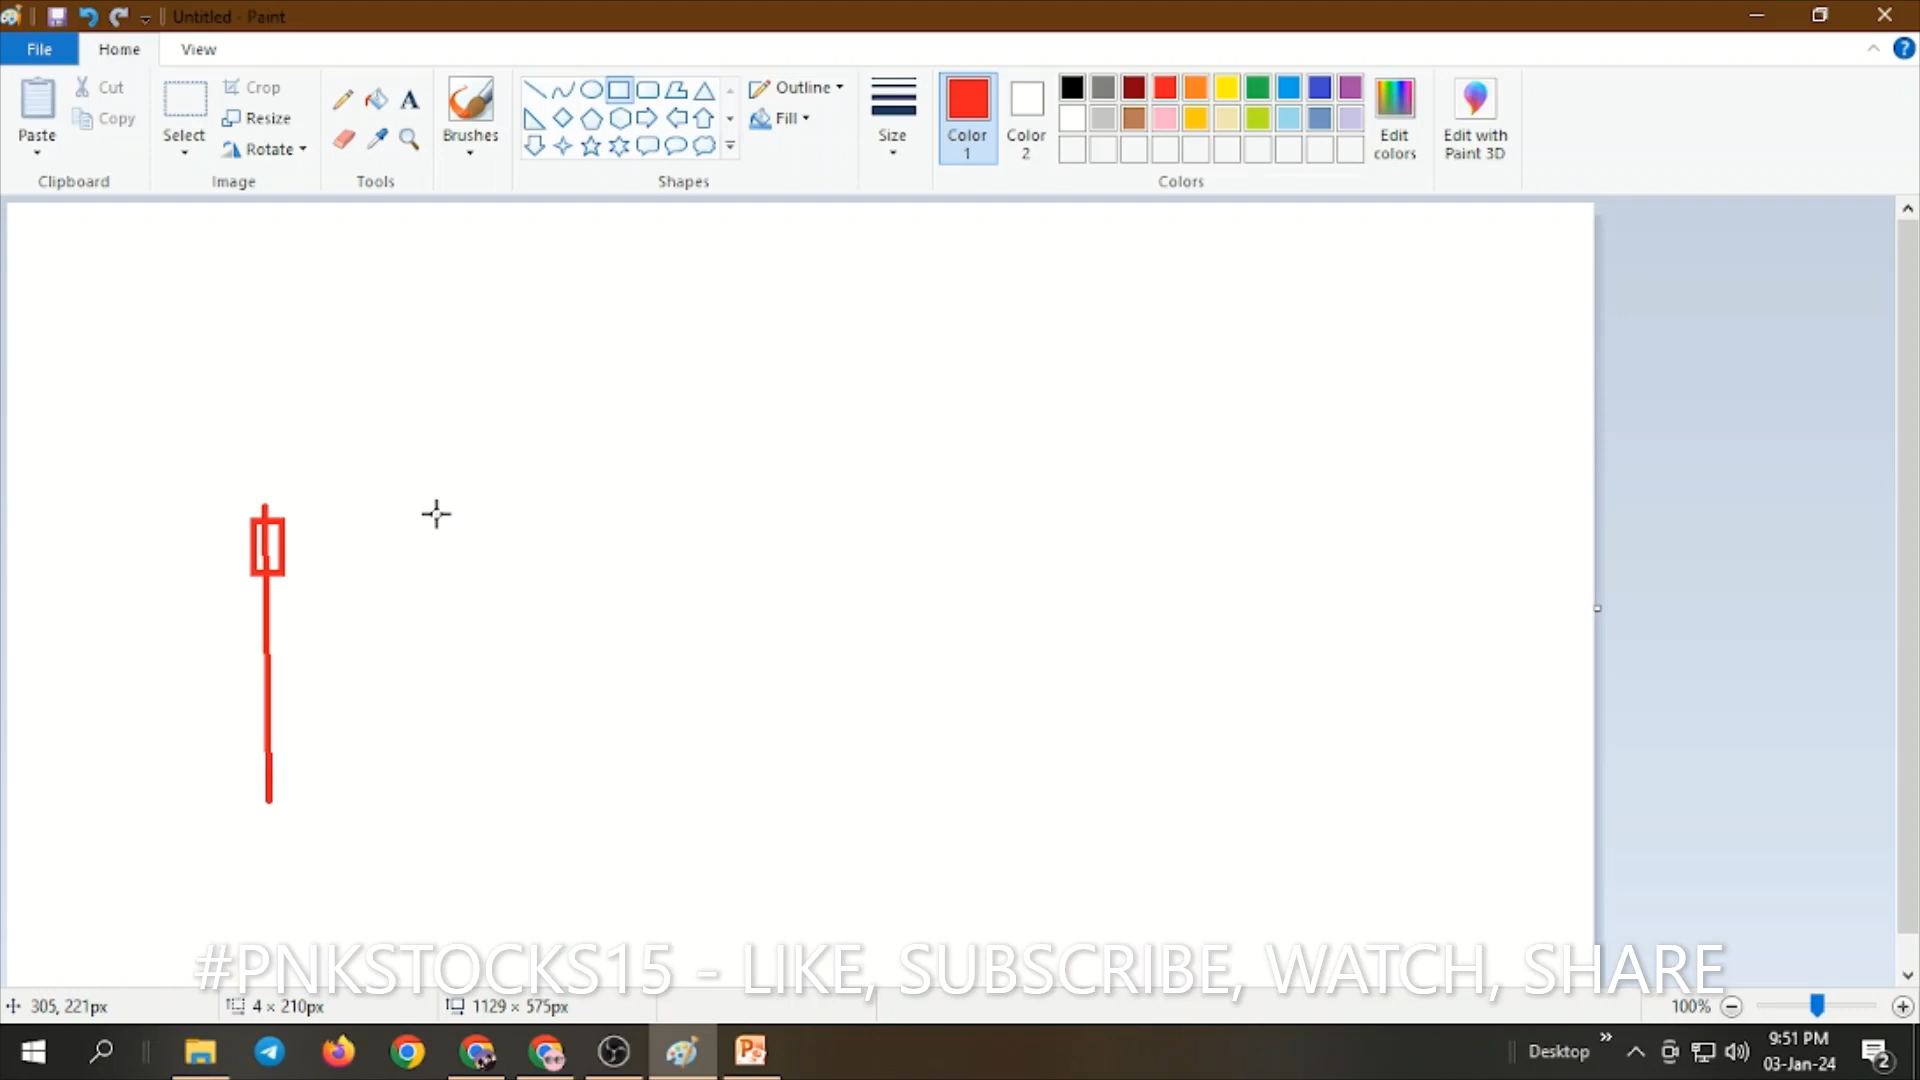 Untitled - Paint
File Home View
Paste Cut Copy Clipboard
Select Crop Resize Rotate Image
Tools
Brushes
Shapes
Outline Fill
Size
Color 1
Color 2
Edit colors
Colors
Edit with Paint 3D
#PNKSTOCKS15 - LIKE, SUBSCRIBE, WATCH, SHARE
305, 221px 4 × 210px 1129 × 575px 100%
Desktop 9:51 PM
03-Jan-24
2